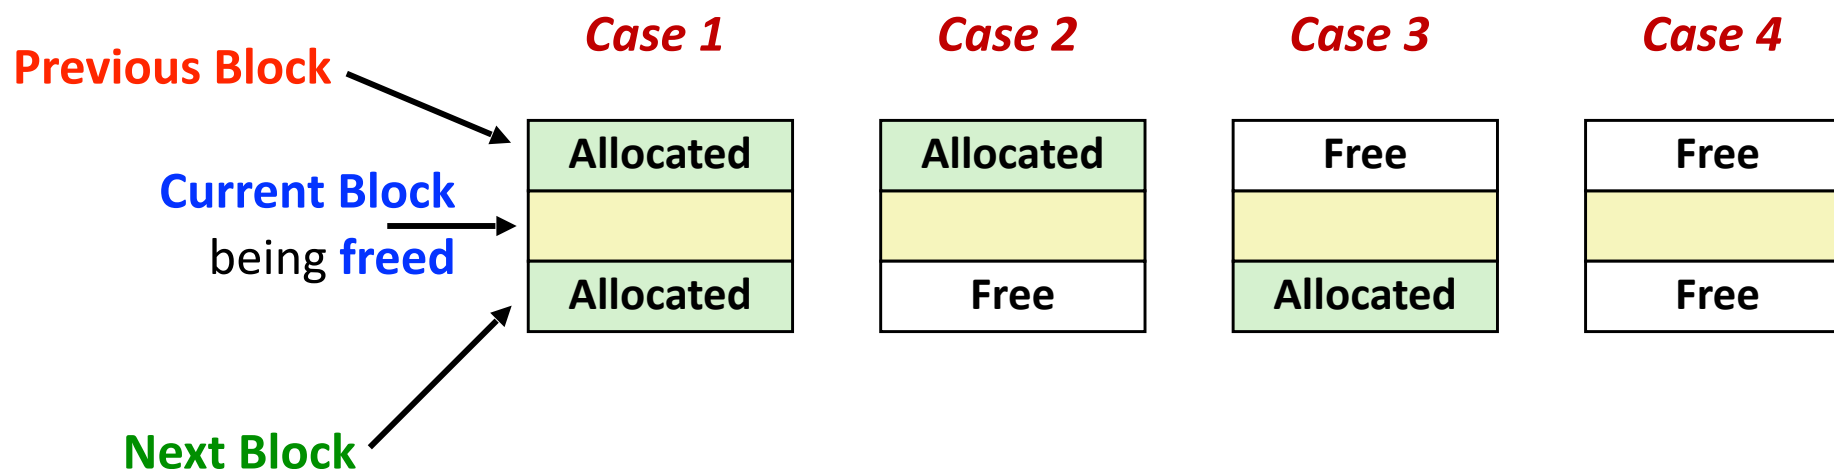 Case 1 Case 2 Case 3 Case 4
Previous Block
Allocated Allocated Free Free
Current Block
being freed
Allocated Free Allocated Free
Next Block